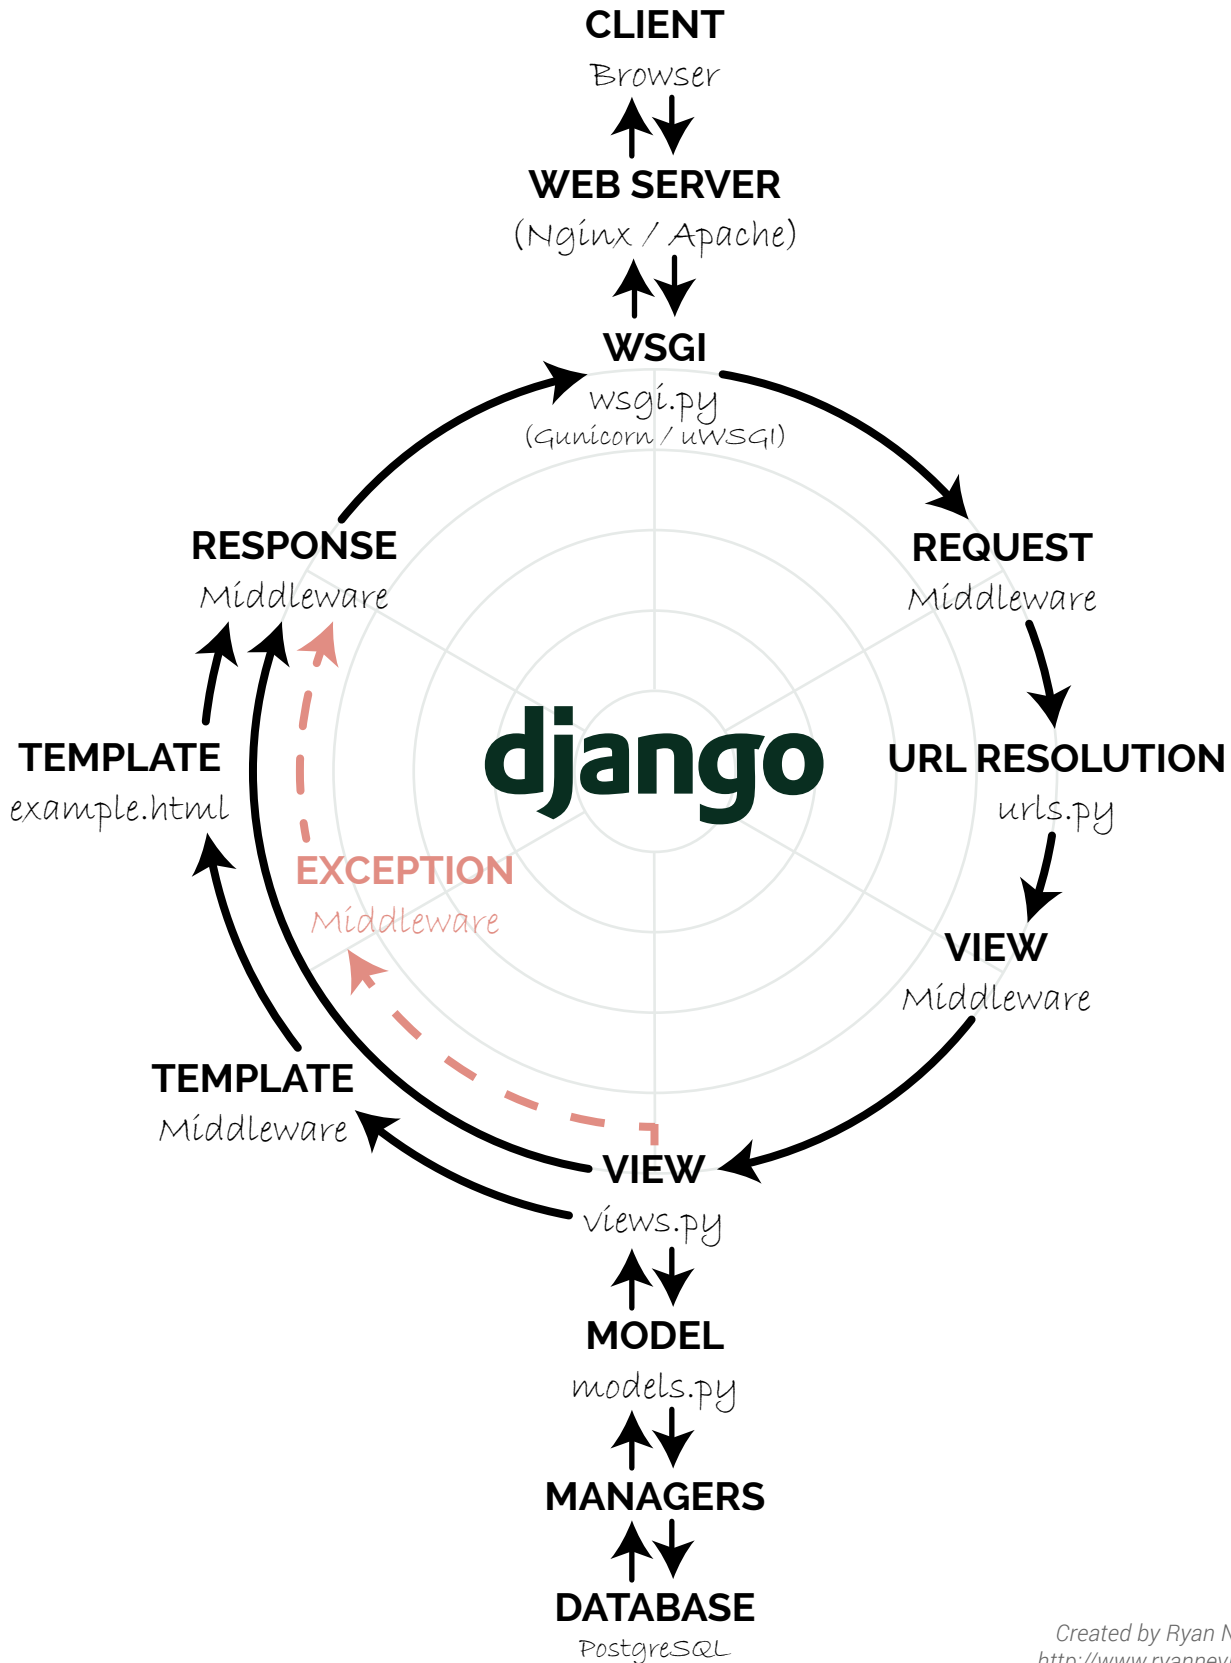 CLIENT
Browser
WEB SERVER
(Nginx / Apache)
WSGI
wsgi.py
(Gunicorn / uWSGI)
RESPONSE
Middleware
REQUEST
Middleware
TEMPLATE
example.html
django
URL RESOLUTION
urls.py
EXCEPTION
Middleware
VIEW
Middleware
TEMPLATE
Middleware
VIEW
views.py
MODEL
models.py
MANAGERS
DATABASE
PostgreSQL
Created by Ryan